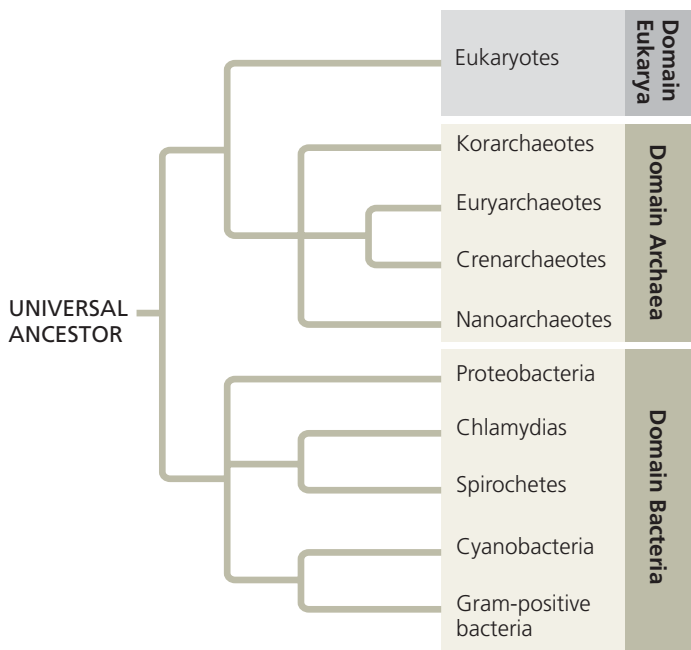 Domain
Eukarya
Eukaryotes
Korarchaeotes
Domain Archaea
Euryarchaeotes
Crenarchaeotes
UNIVERSAL
ANCESTOR
Nanoarchaeotes
Proteobacteria
Chlamydias
Domain Bacteria
Spirochetes
Cyanobacteria
Gram-positive
bacteria